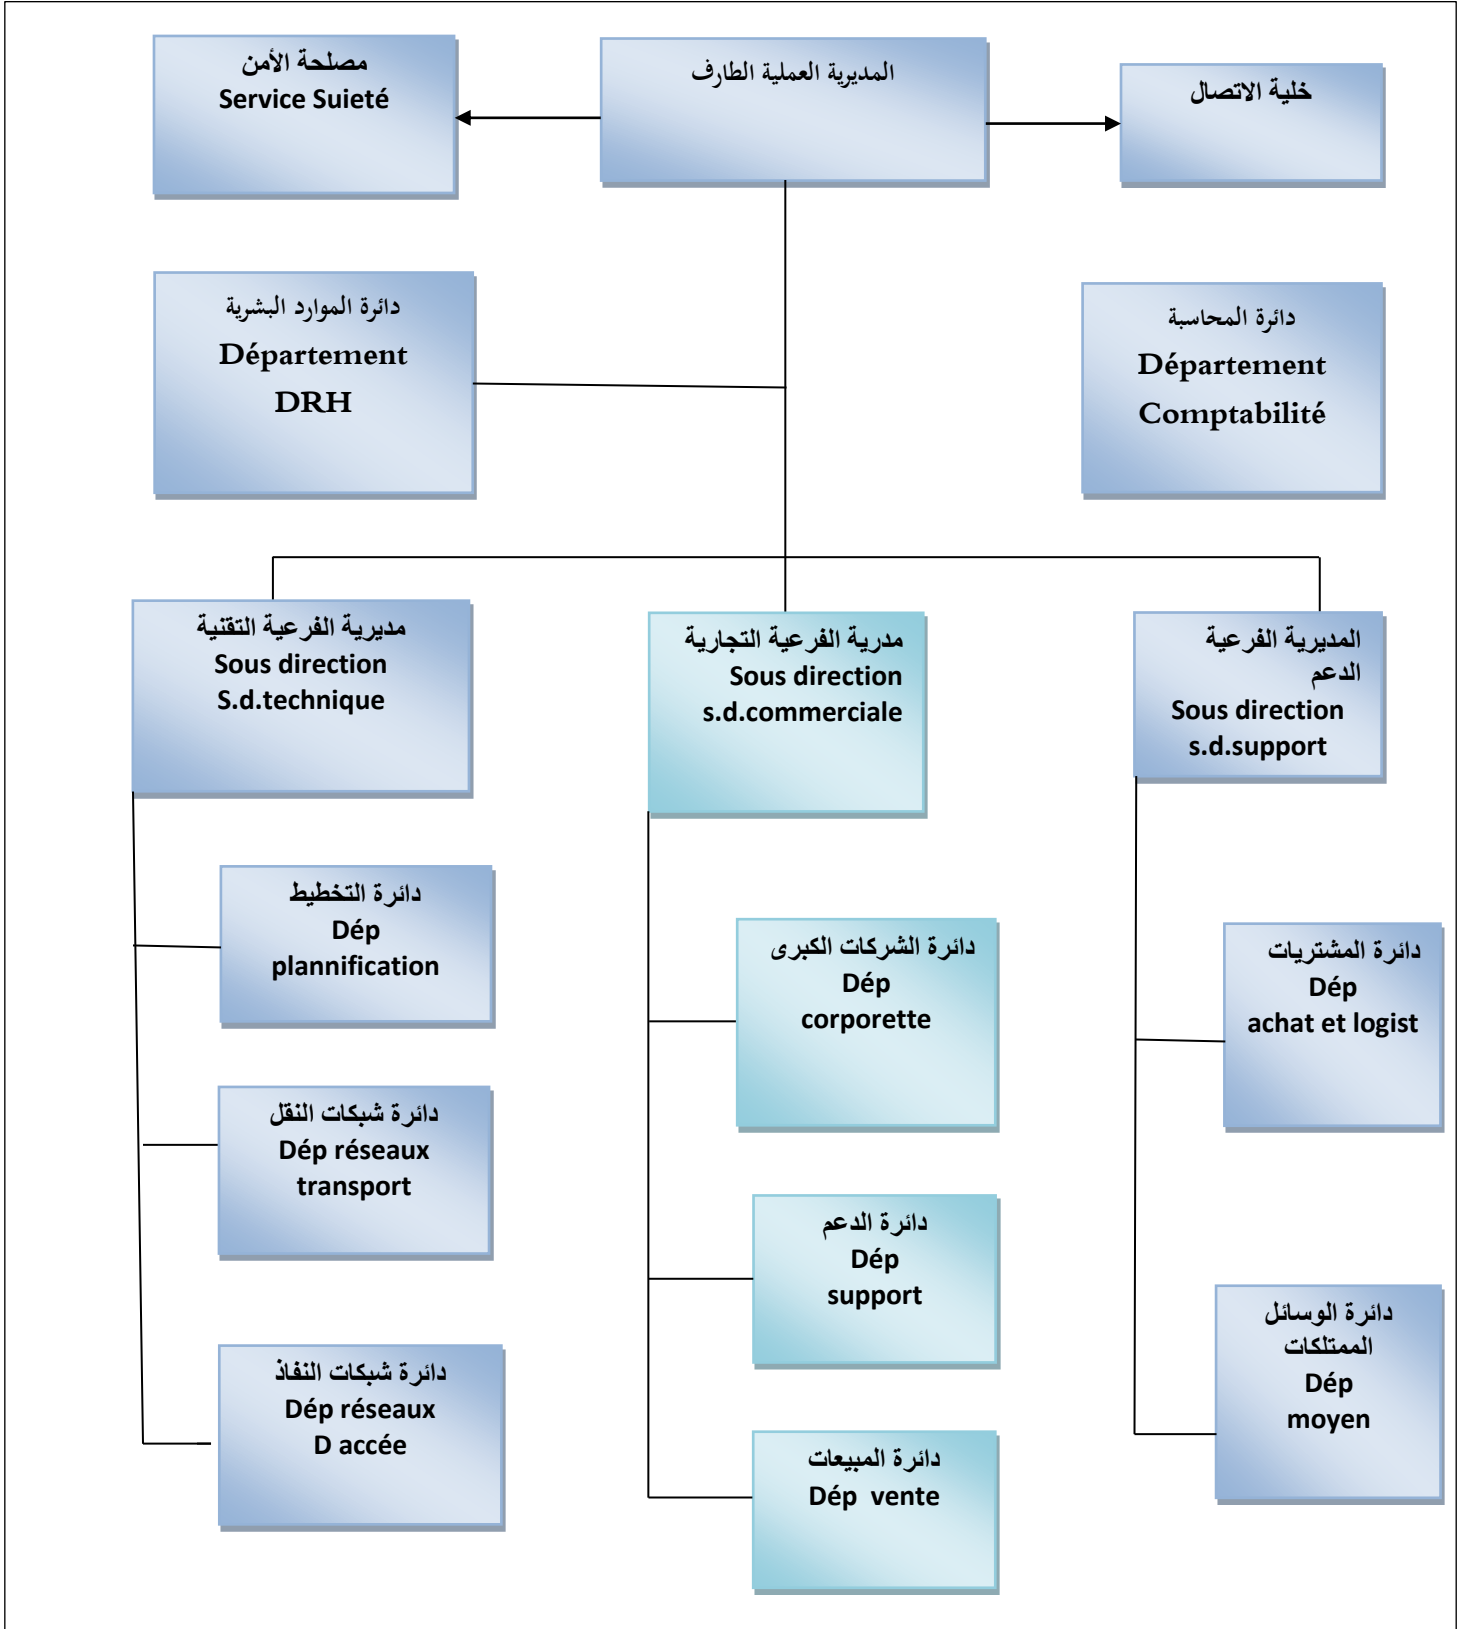 مصلحة الأمن
Service Suieté
المديرية العملية الطارف
خلية الاتصال
دائرة الموارد البشرية
Département
DRH
دائرة المحاسبة
Département
Comptabilité
مديرية الفرعية التقنية
Sous direction
S.d.technique
مدرية الفرعية التجارية
Sous direction
s.d.commerciale
المديرية الفرعية
الدعم
Sous direction
s.d.support
دائرة التخطيط
Dép
plannification
دائرة شبكات النقل
Dép réseaux
transport
دائرة شبكات النفاذ
Dép réseaux
D accée
دائرة الشركات الكبرى
Dép
corporette
دائرة الدعم
Dép
support
دائرة المبيعات
Dép vente
دائرة المشتريات
Dép
achat et logist
دائرة الوسائل
الممتلكات
Dép
moyen